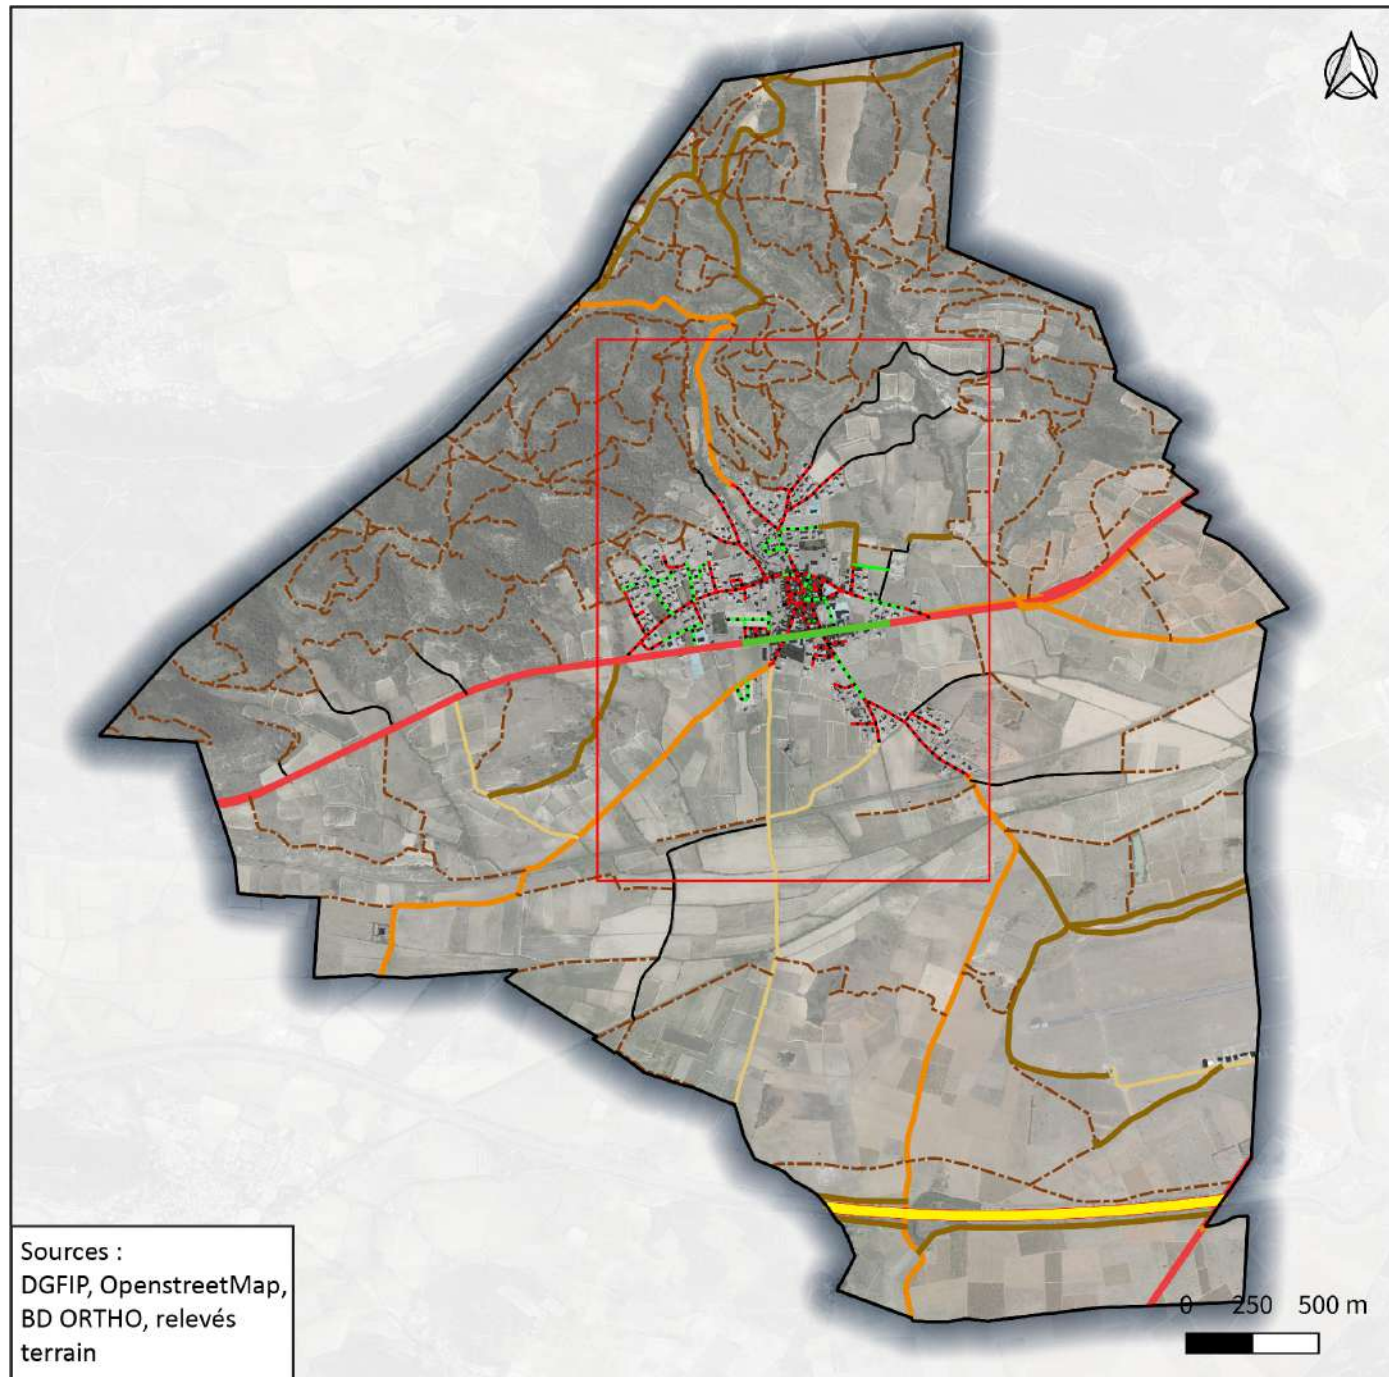 Sources :
DGFIP, OpenstreetMap,
BD ORTHO, relevés
terrain
0 250 500 m